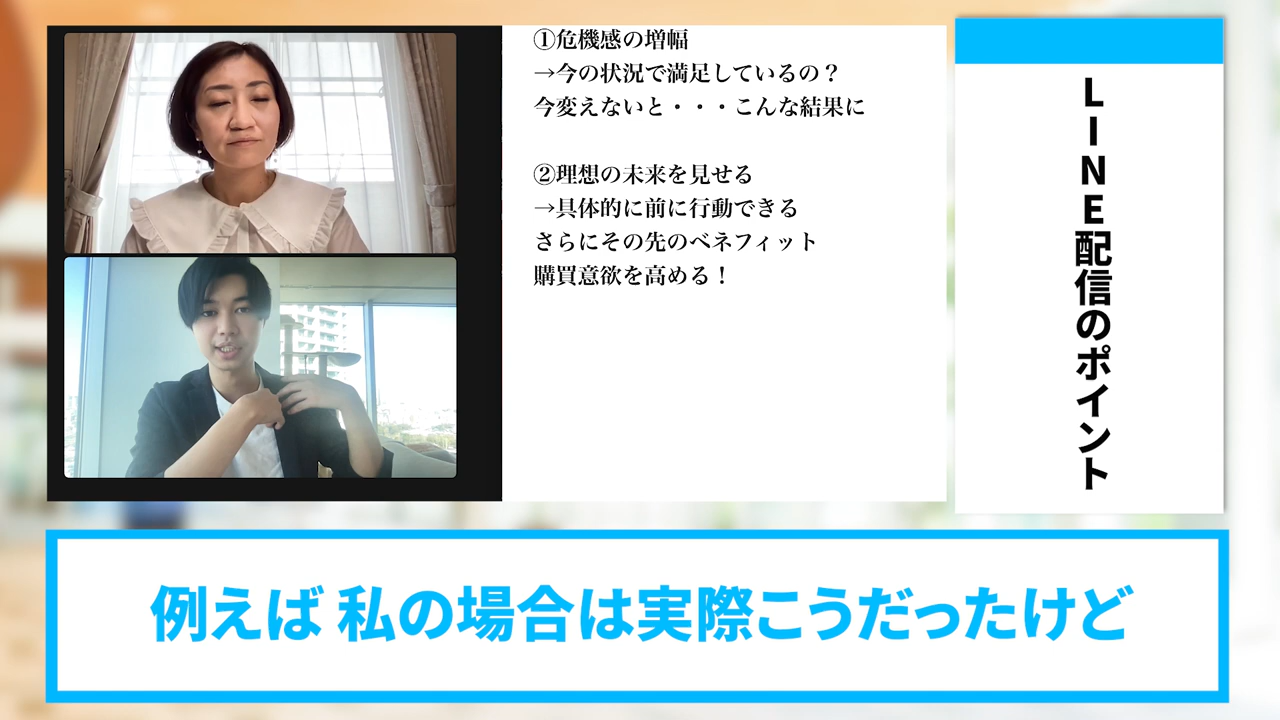 ①危機感の増幅
→今の状況で満足しているの？
今変えないと・・・こんな結果に
②理想の未来を見せる
→具体的に前に行動できる
さらにその先のベネフィット
購買意欲を高める！
LINE配信のポイント
例えば 私の場合は実際こうだったけど